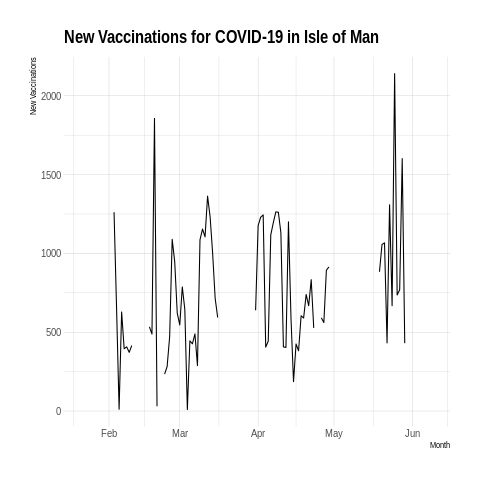 New Vaccinations for COVID-19 in Isle of Man
New Vaccinations
2000
1500
1000
500
0
Feb Mar Apr May Jun
Month